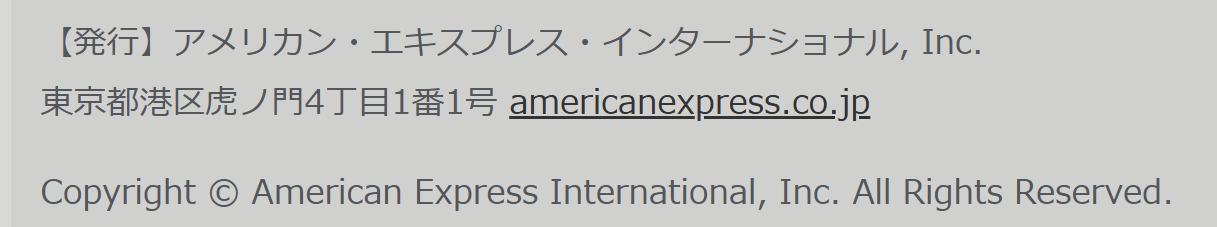 【発行】アメリカン・エキスプレス・インターナショナル, Inc.
東京都港区虎ノ門4丁目1番1号 americanexpress.co.jp
Copyright © American Express International, Inc. All Rights Reserved.